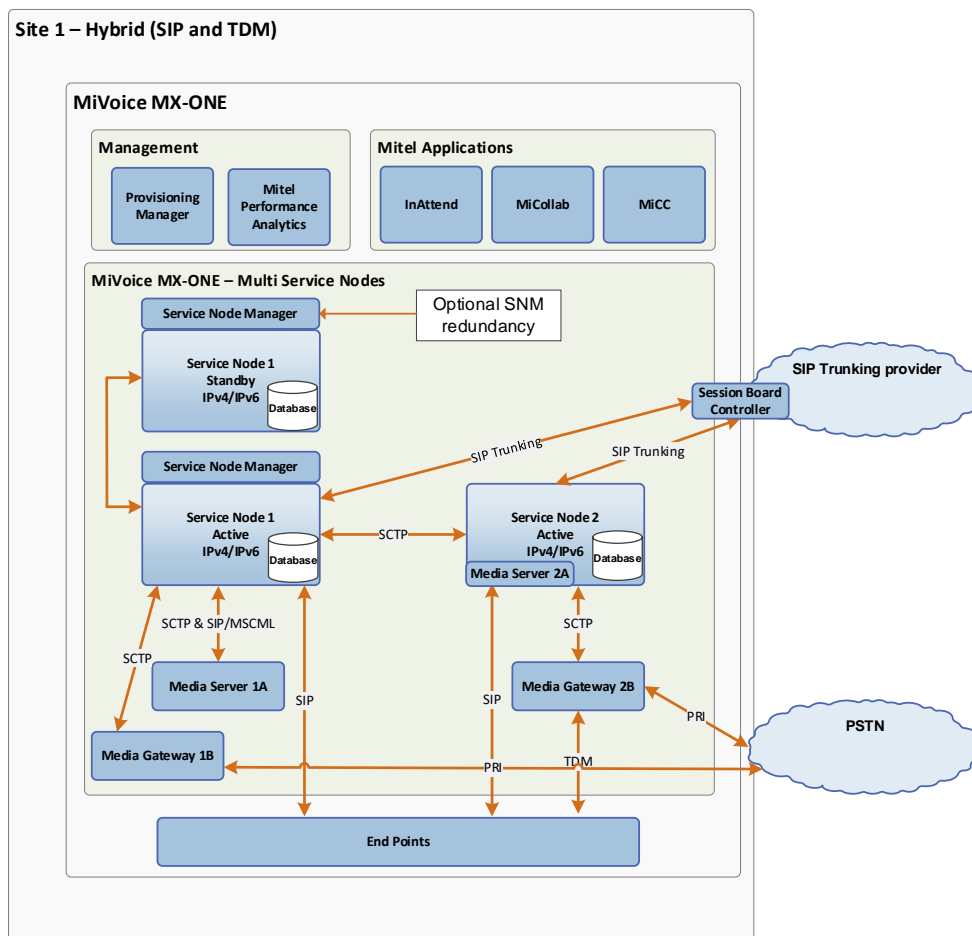 Site 1 – Hybrid (SIP and TDM)
MiVoice MX-ONE
Management
Provisioning
Manager
Mitel
Performance
Analytics
Mitel Applications
InAttend
MiCollab
MiCC
MiVoice MX-ONE – Multi Service Nodes
Service Node Manager
Optional SNM
redundancy
Service Node 1
Standby
IPv4/IPv6
Database
SIP Trunking provider
Session Board
Controller
SIP Trunking
SIP Trunking
Service Node Manager
Service Node 1
Active
IPv4/IPv6
Database
SCTP
Service Node 2
Active
IPv4/IPv6
Database
Media Server 2A
SCTP & SIP/MSCML
SCTP
SCTP
Media Server 1A
SIP
SIP
Media Gateway 2B
PRI
PSTN
Media Gateway 1B
PRI
TDM
End Points